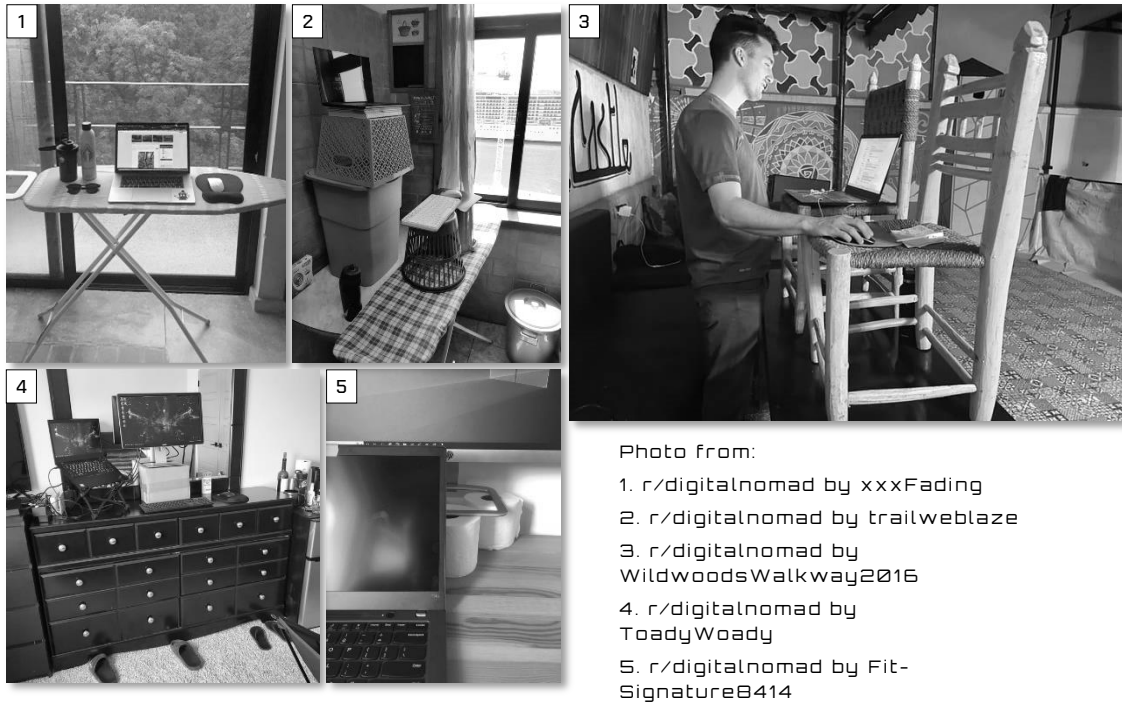 1
2
3
4
5
Photo from:
1. r/digitalnomad by xxxFading
2. r/digitalnomad by trailweblaze
3. r/digitalnomad by
WildwoodsWalkway2016
4. r/digitalnomad by
ToadyWoady
5. r/digitalnomad by Fit-
Signature8414